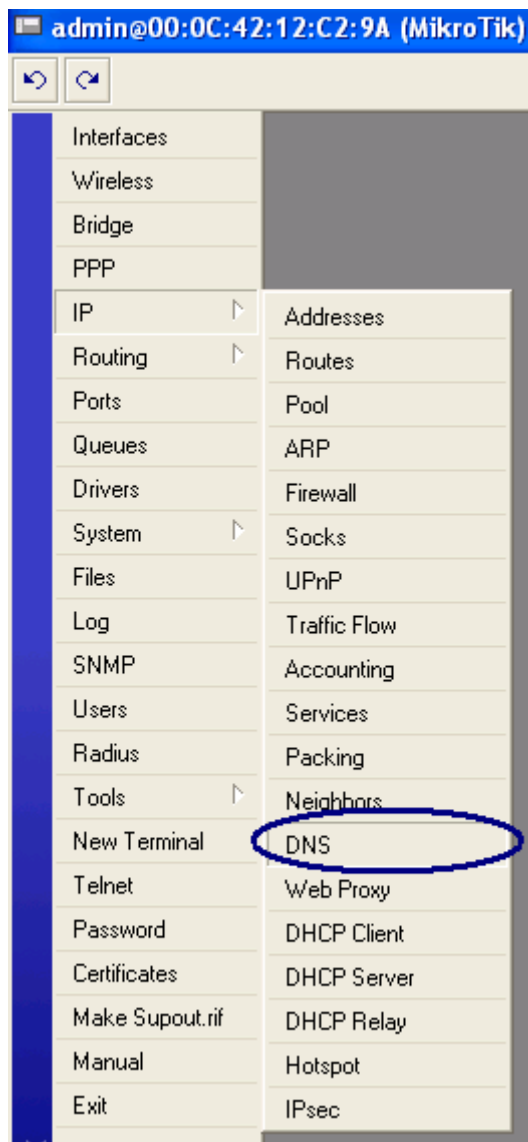 admin@00:0C:42:12:C2:9A (MikroTik)
Interfaces
Wireless
Bridge
PPP
IP
Routing
Ports
Queues
Drivers
System
Files
Log
SNMP
Users
Radius
Tools
New Terminal
Telnet
Password
Certificates
Make Supout.rif
Manual
Exit
Addresses
Routes
Pool
ARP
Firewall
Socks
UPnP
Traffic Flow
Accounting
Services
Packing
Neighbors
DNS
Web Proxy
DHCP Client
DHCP Server
DHCP Relay
Hotspot
IPsec